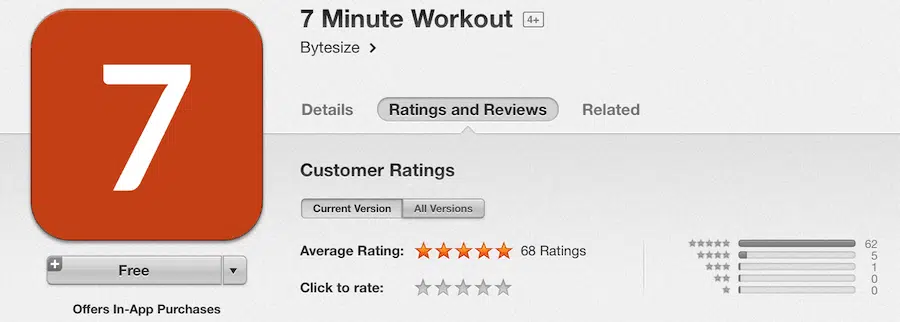 7
7 Minute Workout 4+
Bytesize
Details Ratings and Reviews Related
Customer Ratings
Current Version All Versions
Average Rating: 68 Ratings
Click to rate:
62
5
1
0
0
Free
Offers In-App Purchases